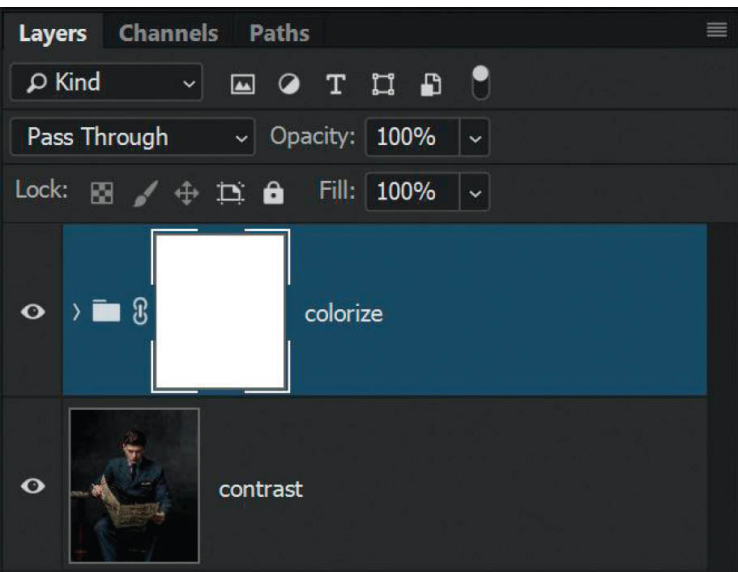 Layers Channels Paths
Kind T
Pass Through Opacity: 100%
Lock: Fill: 100%
colorize
contrast